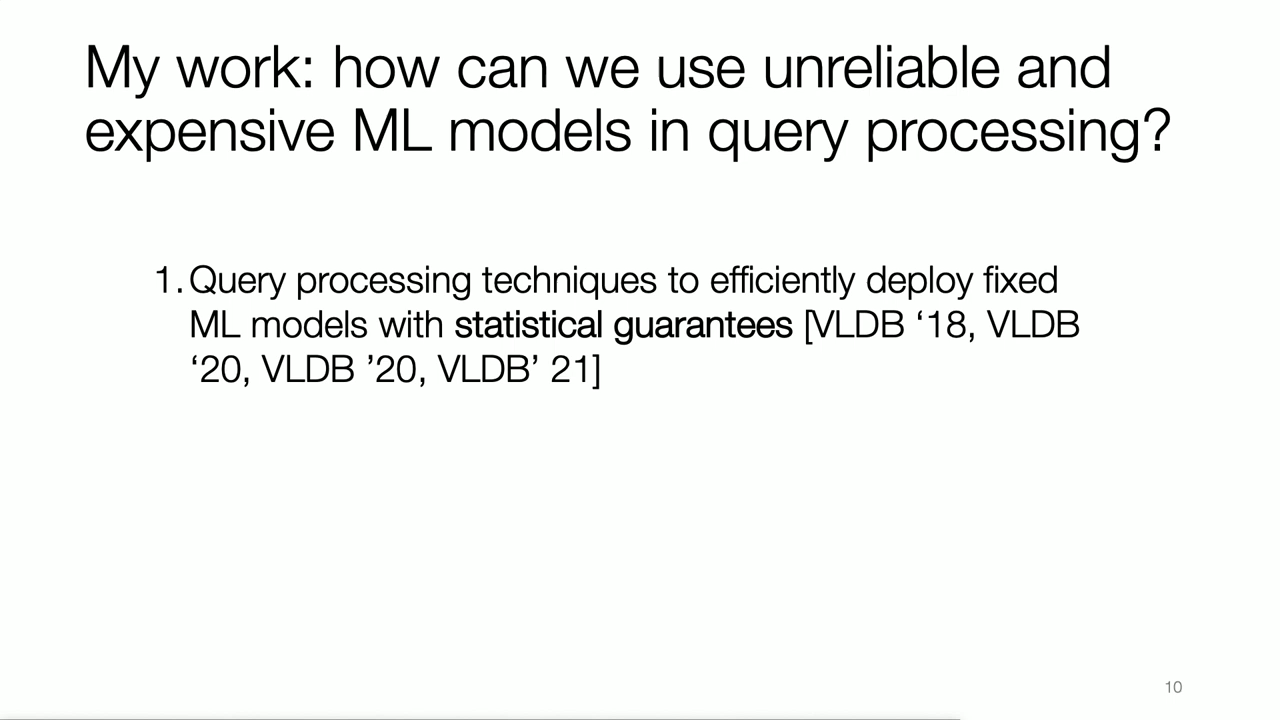 My work: how can we use unreliable and
expensive ML models in query processing?
1. Query processing techniques to efficiently deploy fixed
ML models with statistical guarantees [VLDB ‘18, VLDB
‘20, VLDB ’20, VLDB’ 21]
10